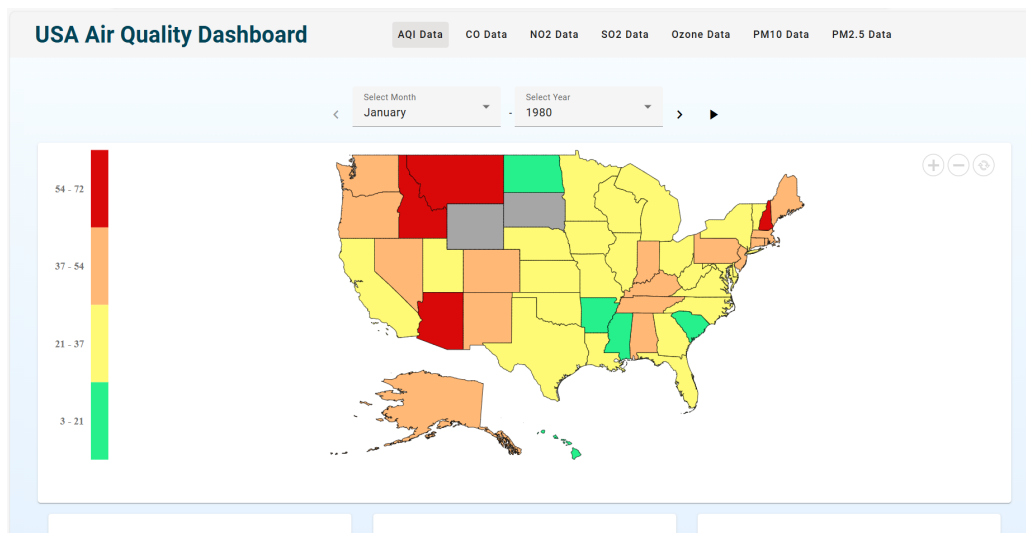 USA Air Quality Dashboard
AQI Data CO Data NO2 Data SO2 Data Ozone Data PM10 Data PM2.5 Data
Select Month
January
-
Select Year
1980
54 - 72
37 - 54
21 - 37
3 - 21